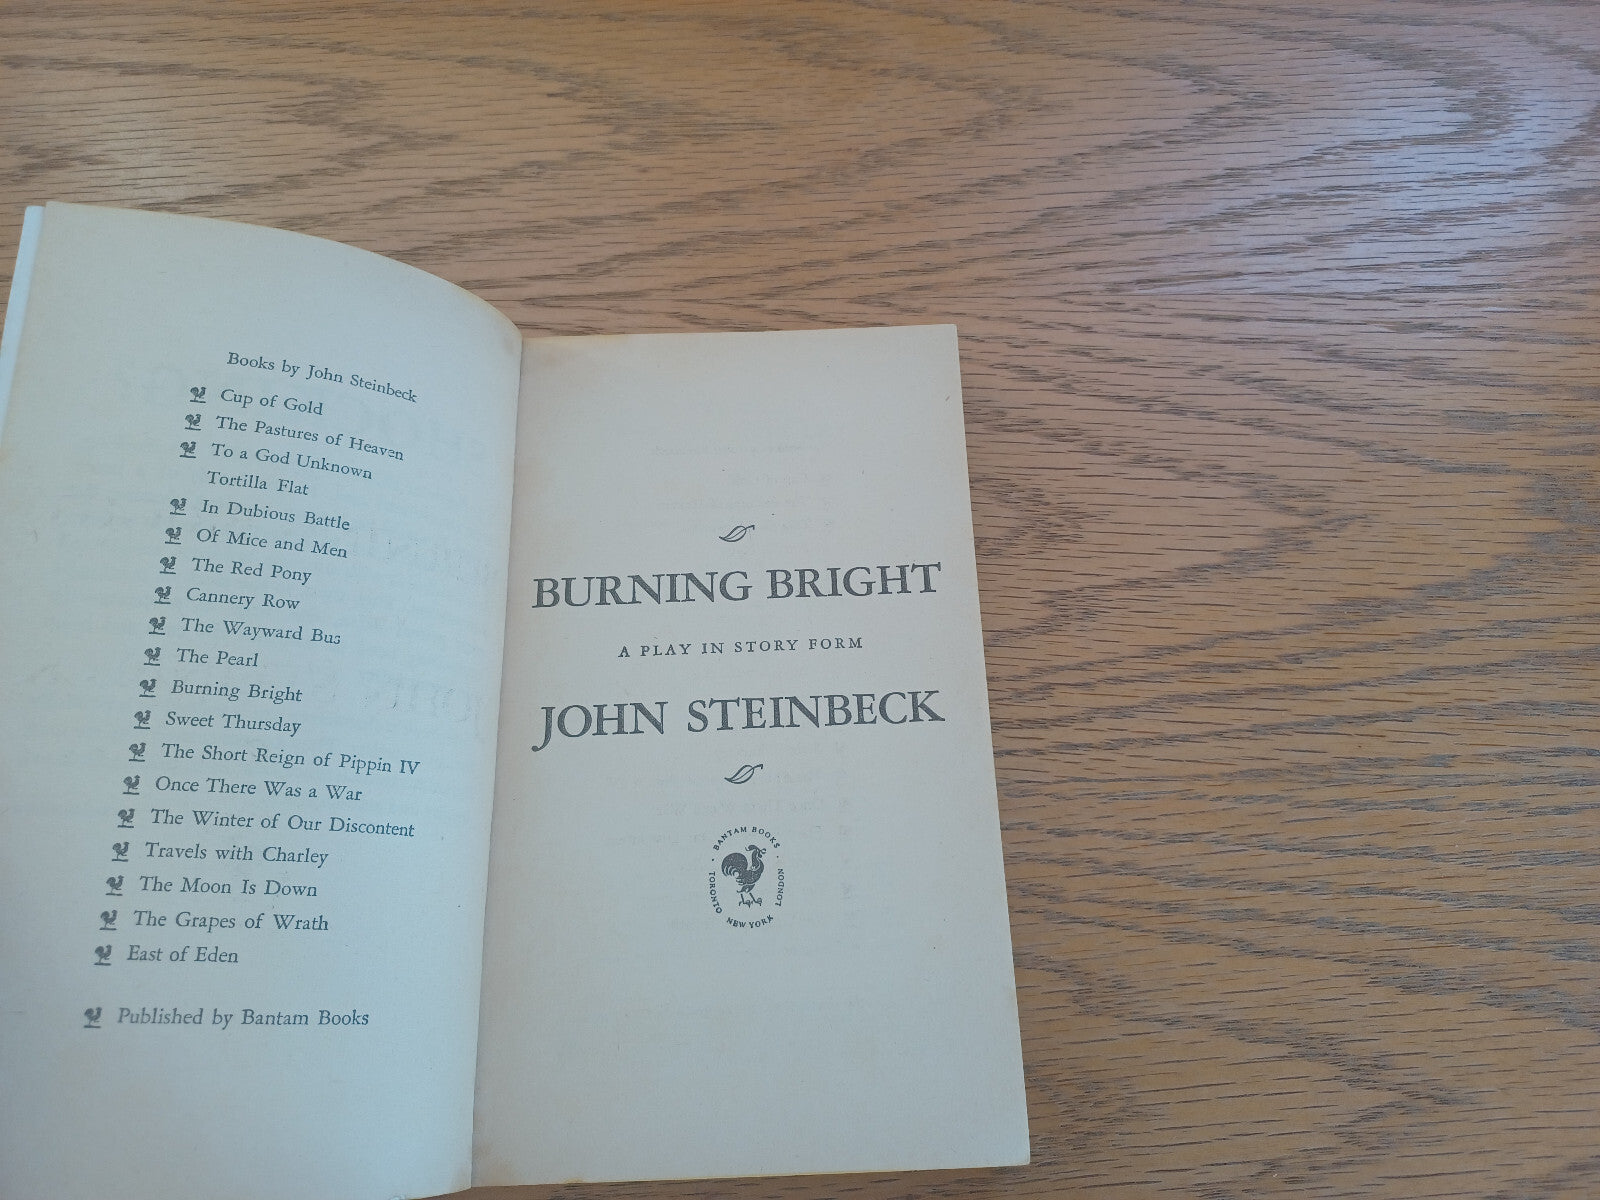 Books by John Steinbeck
Cup of Gold
The Pastures of Heaven
To a God Unknown
Tortilla Flat
In Dubious Battle
Of Mice and Men
The Red Pony
Cannery Row
The Wayward Bus
The Pearl
Burning Bright
Sweet Thursday
The Short Reign of Pippin IV
Once There Was a War
The Winter of Our Discontent
Travels with Charley
The Moon Is Down
The Grapes of Wrath
East of Eden
Published by Bantam Books
BURNING BRIGHT
A PLAY IN STORY FORM
JOHN STEINBECK
BANTAM BOOKS
TORONTO · NEW YORK · LONDON